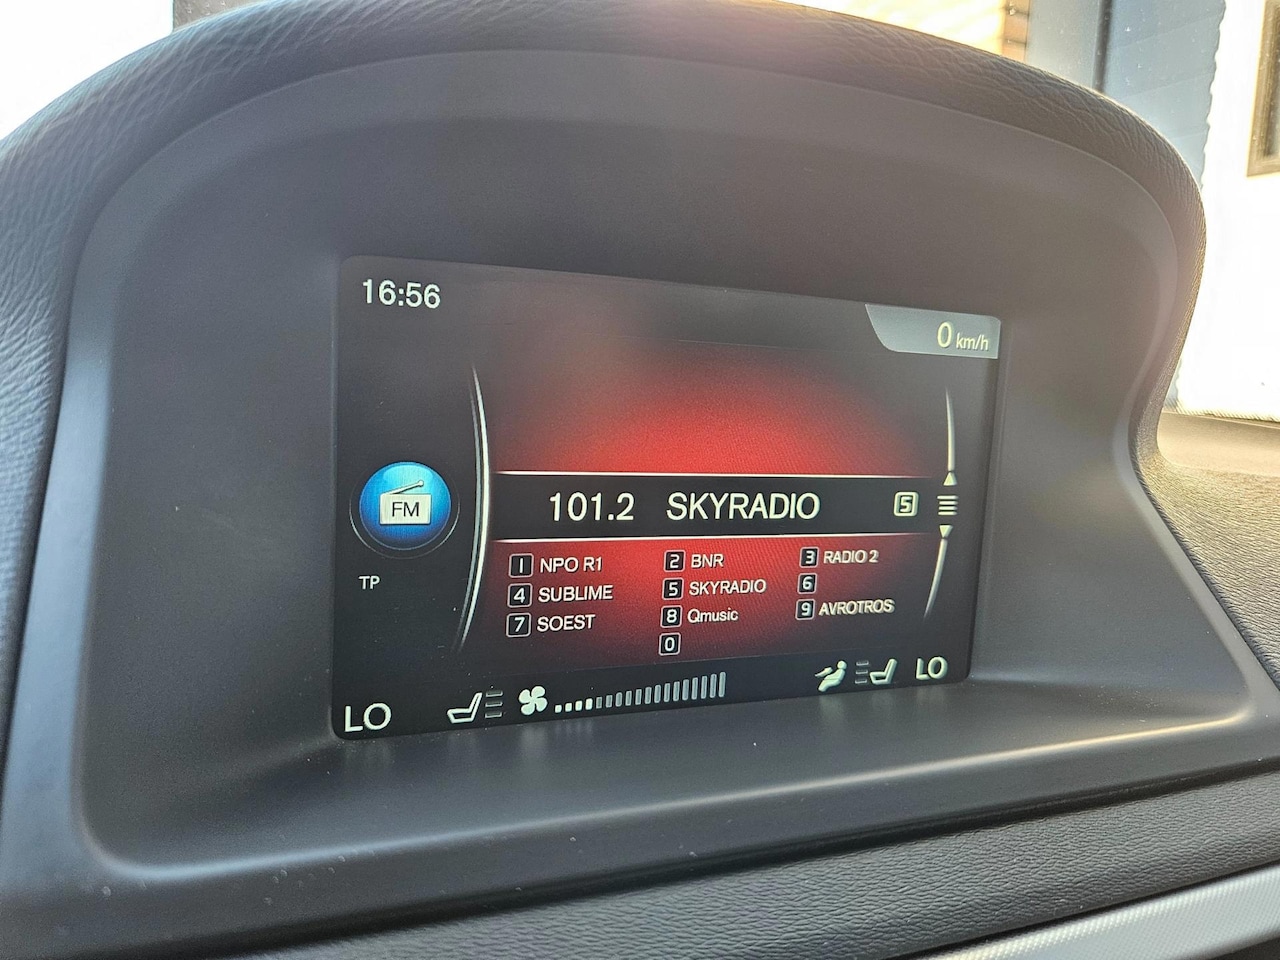 16:56
0 km/h
FM
101.2 SKYRADIO 5
TP
1 NPO R1 2 BNR 3 RADIO 2
4 SUBLIME 5 SKYRADIO 6
7 SOEST 8 Qmusic 9 AVROTROS
0
LO LO